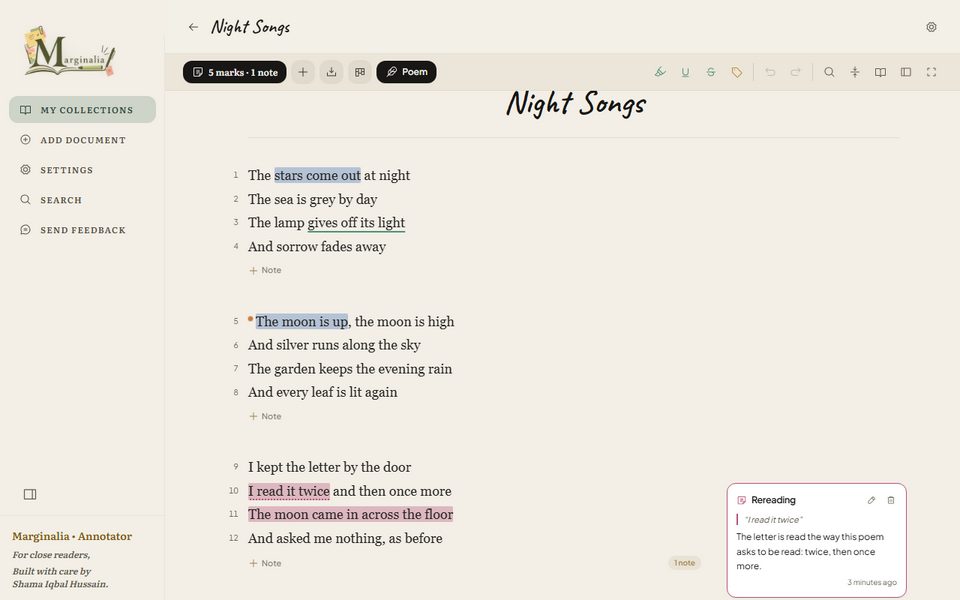 Marginalia
MY COLLECTIONS
ADD DOCUMENT
SETTINGS
SEARCH
SEND FEEDBACK
Marginalia • Annotator
For close readers,
Built with care by
Shama Iqbal Hussain.
Night Songs
5 marks · 1 note
Poem
Night Songs
1 The stars come out at night
2 The sea is grey by day
3 The lamp gives off its light
4 And sorrow fades away
+ Note
5 The moon is up, the moon is high
6 And silver runs along the sky
7 The garden keeps the evening rain
8 And every leaf is lit again
+ Note
9 I kept the letter by the door
10 I read it twice and then once more
11 The moon came in across the floor
12 And asked me nothing, as before
+ Note
1 note
Rereading
"I read it twice"
The letter is read the way this poem
asks to be read: twice, then once
more.
3 minutes ago